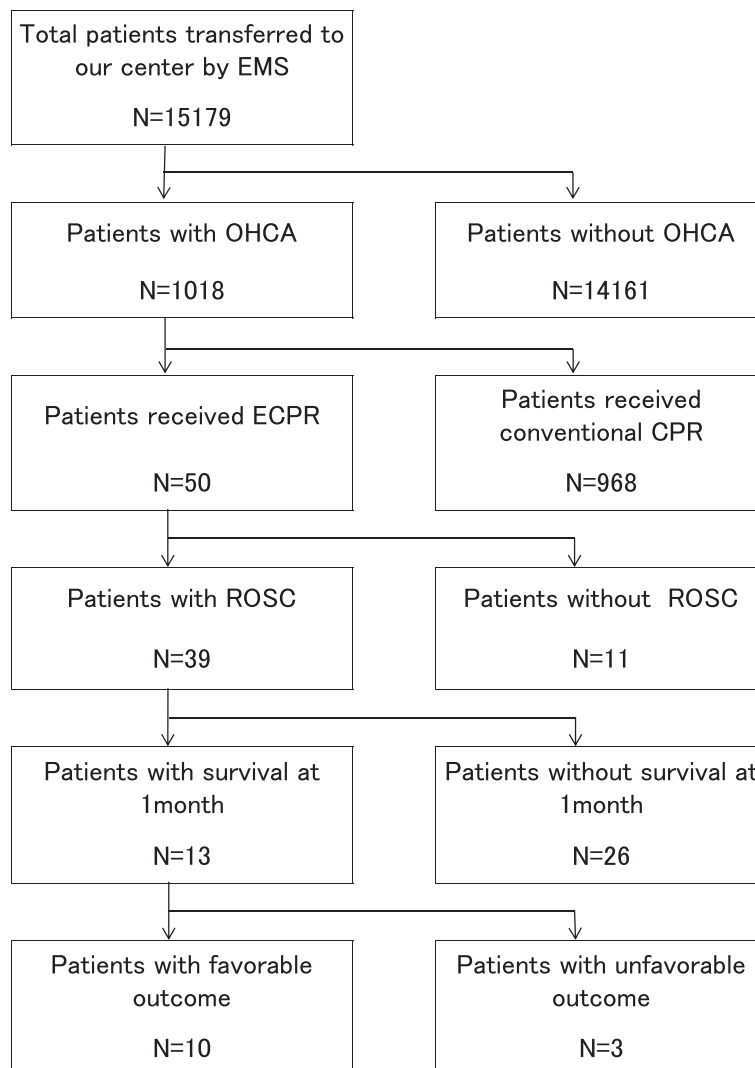 Total patients transferred to
our center by EMS
N=15179
Patients with OHCA
N=1018
Patients without OHCA
N=14161
Patients received ECPR
N=50
Patients received
conventional CPR
N=968
Patients with ROSC
N=39
Patients without ROSC
N=11
Patients with survival at
1month
N=13
Patients without survival at
1month
N=26
Patients with favorable
outcome
N=10
Patients with unfavorable
outcome
N=3